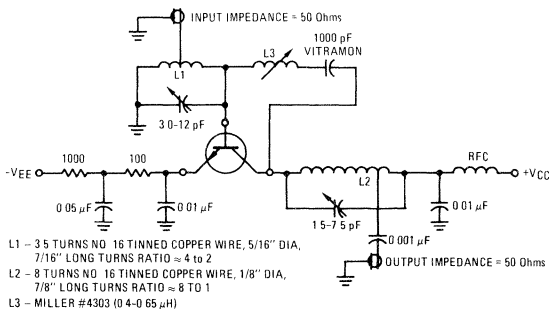 INPUT IMPEDANCE = 50 Ohms
1000 pF
VITRAMON
L3
L1
3 0-12 pF
-VEE
1000
100
RFC
+VCC
L2
0 05 µF
0 01 µF
1 5-7 5 pF
0 01 µF
0 001 µF
OUTPUT IMPEDANCE = 50 Ohms
L1 – 3 5 TURNS NO 16 TINNED COPPER WIRE, 5/16" DIA,
7/16" LONG TURNS RATIO ≈ 4 to 2
L2 – 8 TURNS NO 16 TINNED COPPER WIRE, 1/8" DIA,
7/8" LONG TURNS RATIO ≈ 8 TO 1
L3 – MILLER #4303 (0 4-0 65 µH)